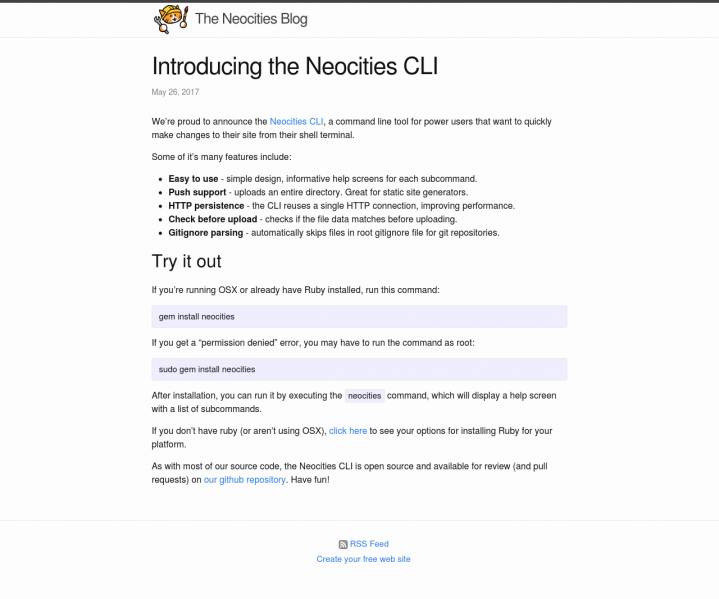 The Neocities Blog
Introducing the Neocities CLI
May 26, 2017
We're proud to announce the Neocities CLI, a command line tool for power users that want to quickly
make changes to their site from their shell terminal.
Some of it's many features include:
• Easy to use - simple design, informative help screens for each subcommand.
• Push support - uploads an entire directory. Great for static site generators.
• HTTP persistence - the CLI reuses a single HTTP connection, improving performance.
• Check before upload - checks if the file data matches before uploading.
• Gitignore parsing - automatically skips files in root gitignore file for git repositories.
Try it out
If you're running OSX or already have Ruby installed, run this command:
gem install neocities
If you get a “permission denied” error, you may have to run the command as root:
sudo gem install neocities
After installation, you can run it by executing the neocities command, which will display a help screen
with a list of subcommands.
If you don't have ruby (or aren't using OSX), click here to see your options for installing Ruby for your
platform.
As with most of our source code, the Neocities CLI is open source and available for review (and pull
requests) on our github repository. Have fun!
RSS Feed
Create your free web site